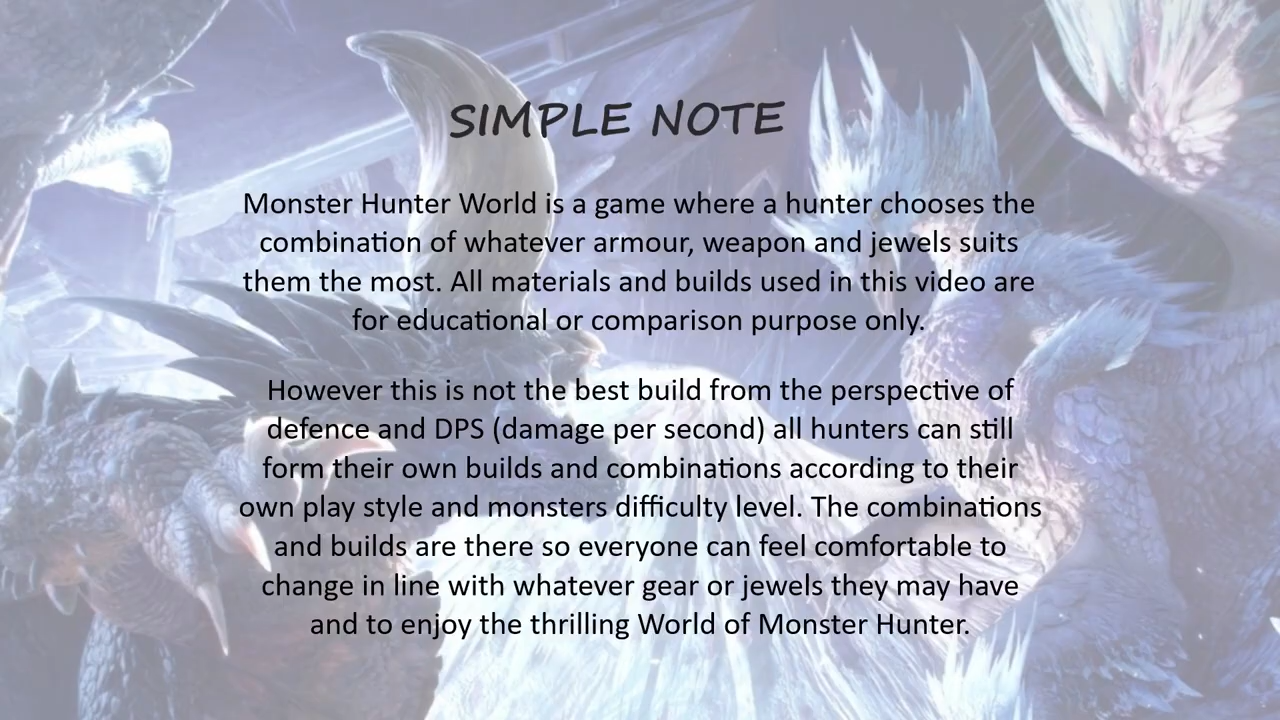 SIMPLE NOTE
Monster Hunter World is a game where a hunter chooses the
combination of whatever armour, weapon and jewels suits
them the most. All materials and builds used in this video are
for educational or comparison purpose only.
However this is not the best build from the perspective of
defence and DPS (damage per second) all hunters can still
form their own builds and combinations according to their
own play style and monsters difficulty level. The combinations
and builds are there so everyone can feel comfortable to
change in line with whatever gear or jewels they may have
and to enjoy the thrilling World of Monster Hunter.